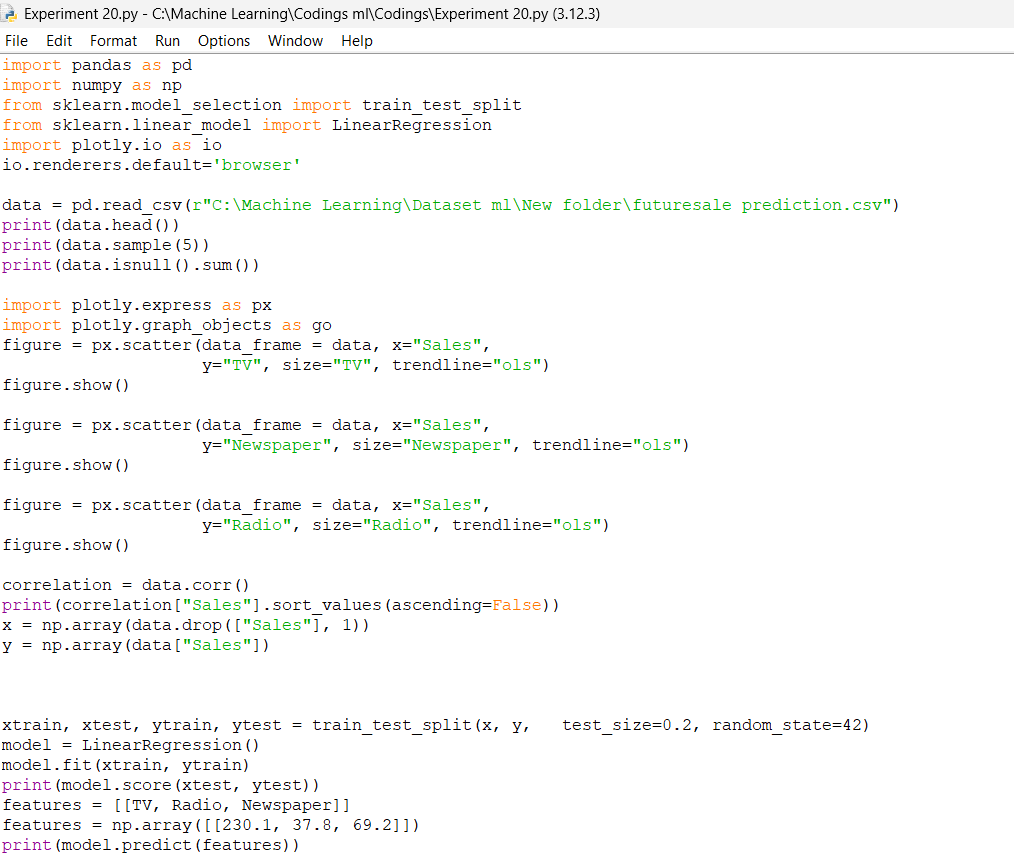 Experiment 20.py - C:\Machine Learning\Codings ml\Codings\Experiment 20.py (3.12.3)
File Edit Format Run Options Window Help
import pandas as pd
import numpy as np
from sklearn.model_selection import train_test_split
from sklearn.linear_model import LinearRegression
import plotly.io as io
io.renderers.default='browser'
data = pd.read_csv(r"C:\Machine Learning\Dataset ml\New folder\futuresale prediction.csv")
print(data.head())
print(data.sample(5))
print(data.isnull().sum())
import plotly.express as px
import plotly.graph_objects as go
figure = px.scatter(data_frame = data, x="Sales",
                    y="TV", size="TV", trendline="ols")
figure.show()
figure = px.scatter(data_frame = data, x="Sales",
                    y="Newspaper", size="Newspaper", trendline="ols")
figure.show()
figure = px.scatter(data_frame = data, x="Sales",
                    y="Radio", size="Radio", trendline="ols")
figure.show()
correlation = data.corr()
print(correlation["Sales"].sort_values(ascending=False))
x = np.array(data.drop(["Sales"], 1))
y = np.array(data["Sales"])
xtrain, xtest, ytrain, ytest = train_test_split(x, y,   test_size=0.2, random_state=42)
model = LinearRegression()
model.fit(xtrain, ytrain)
print(model.score(xtest, ytest))
features = [[TV, Radio, Newspaper]]
features = np.array([[230.1, 37.8, 69.2]])
print(model.predict(features))